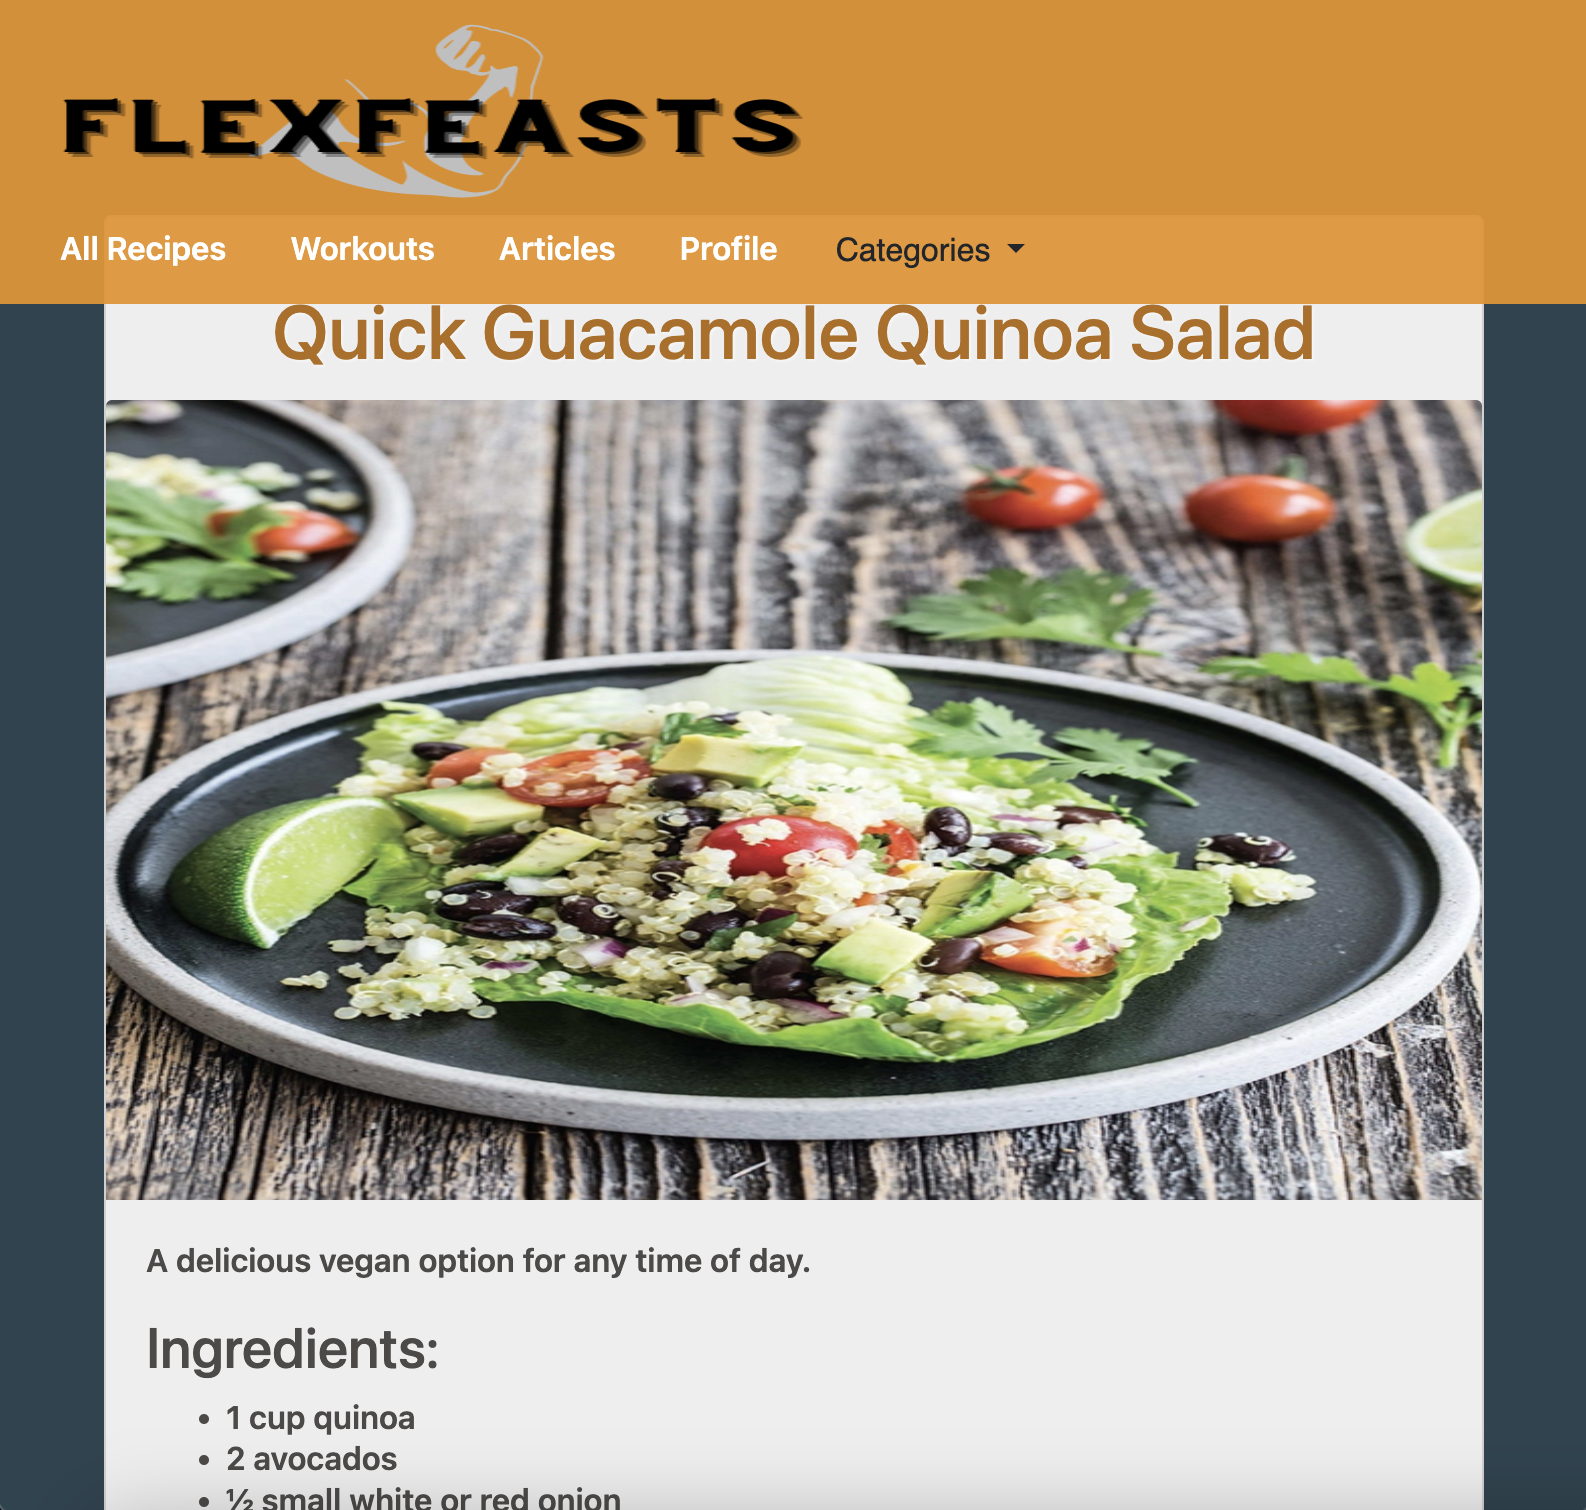 FLEXFEASTS
All Recipes Workouts Articles Profile Categories
Quick Guacamole Quinoa Salad
A delicious vegan option for any time of day.
Ingredients:
• 1 cup quinoa
• 2 avocados
• ½ small white or red onion